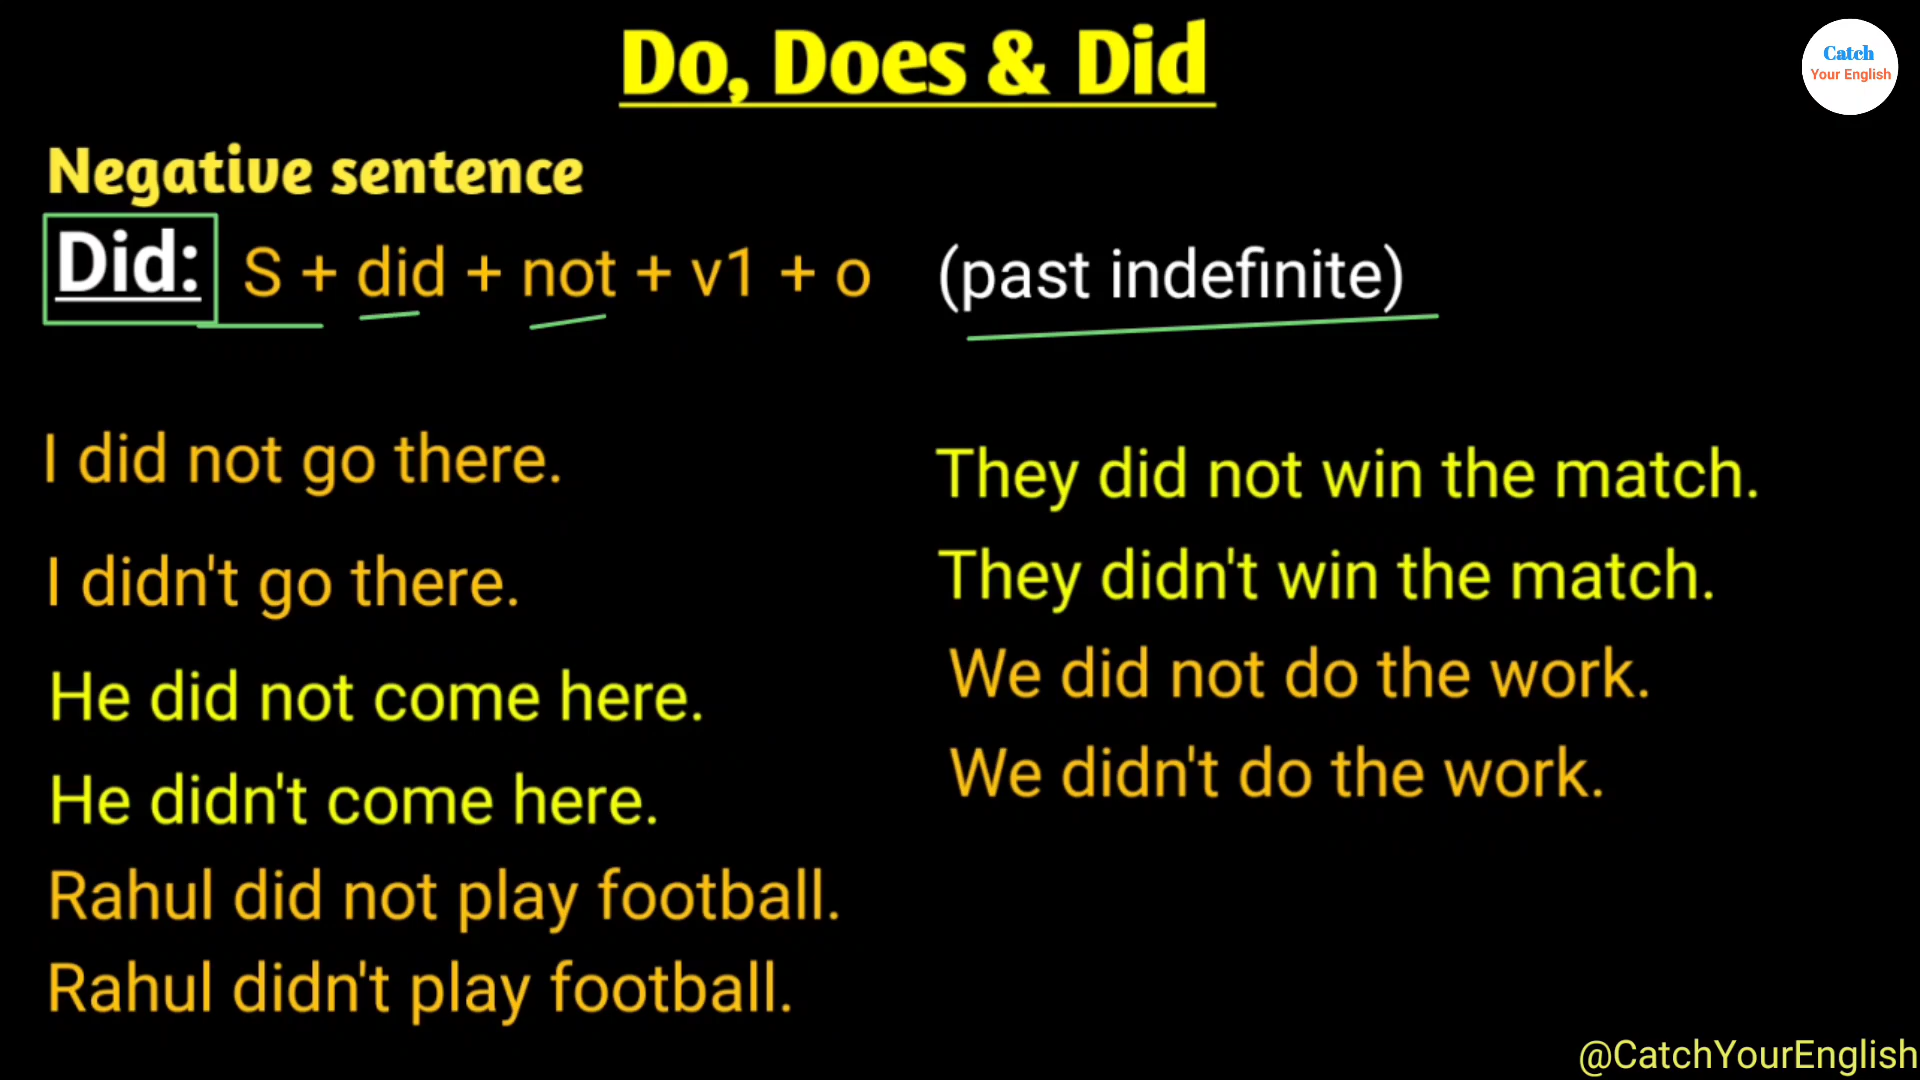 Do, Does & Did
Catch
Your English
Negative sentence
Did: S + did + not + v1 + o (past indefinite)
I did not go there.
I didn't go there.
He did not come here.
He didn't come here.
Rahul did not play football.
Rahul didn't play football.
They did not win the match.
They didn't win the match.
We did not do the work.
We didn't do the work.
@CatchYourEnglish